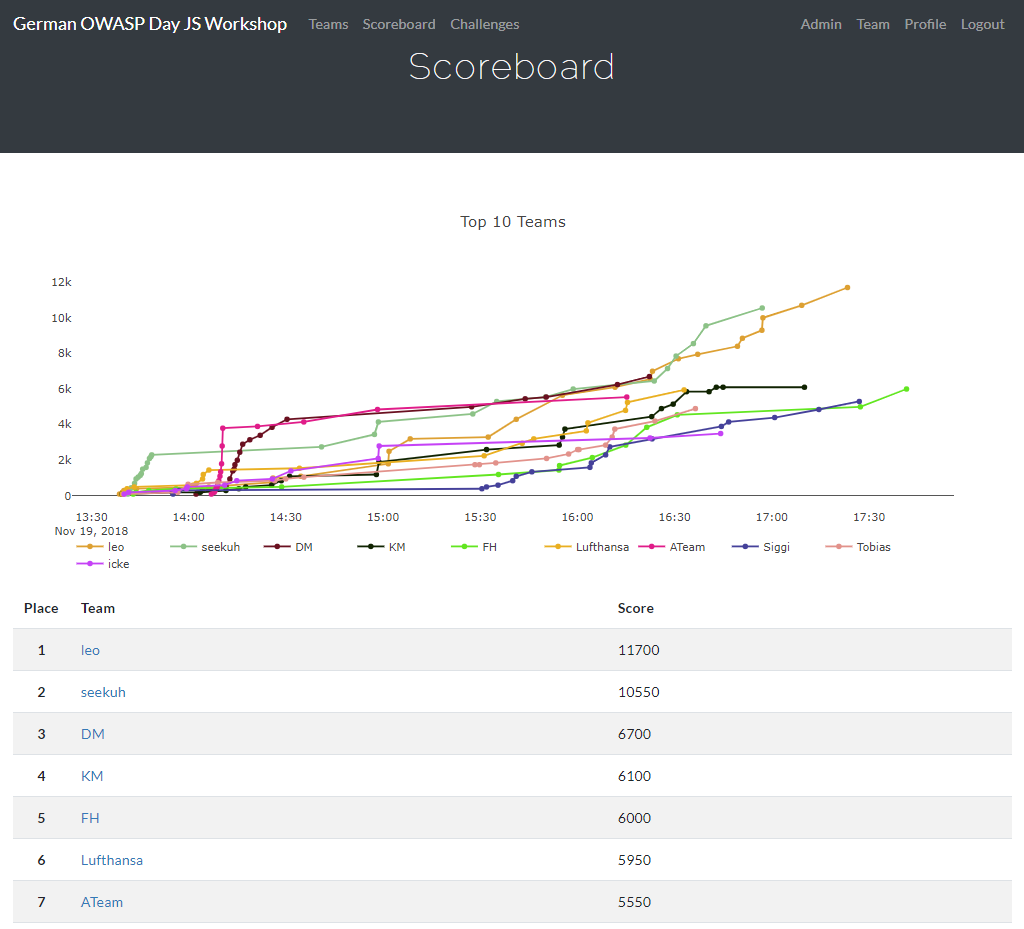 German OWASP Day JS Workshop Teams Scoreboard Challenges Admin Team Profile Logout
Scoreboard
Top 10 Teams
12k
10k
8k
6k
4k
2k
0
13:30 14:00 14:30 15:00 15:30 16:00 16:30 17:00 17:30
Nov 19, 2018
leo seekuh DM KM FH Lufthansa ATeam Siggi Tobias
icke
Place Team Score
1 leo 11700
2 seekuh 10550
3 DM 6700
4 KM 6100
5 FH 6000
6 Lufthansa 5950
7 ATeam 5550